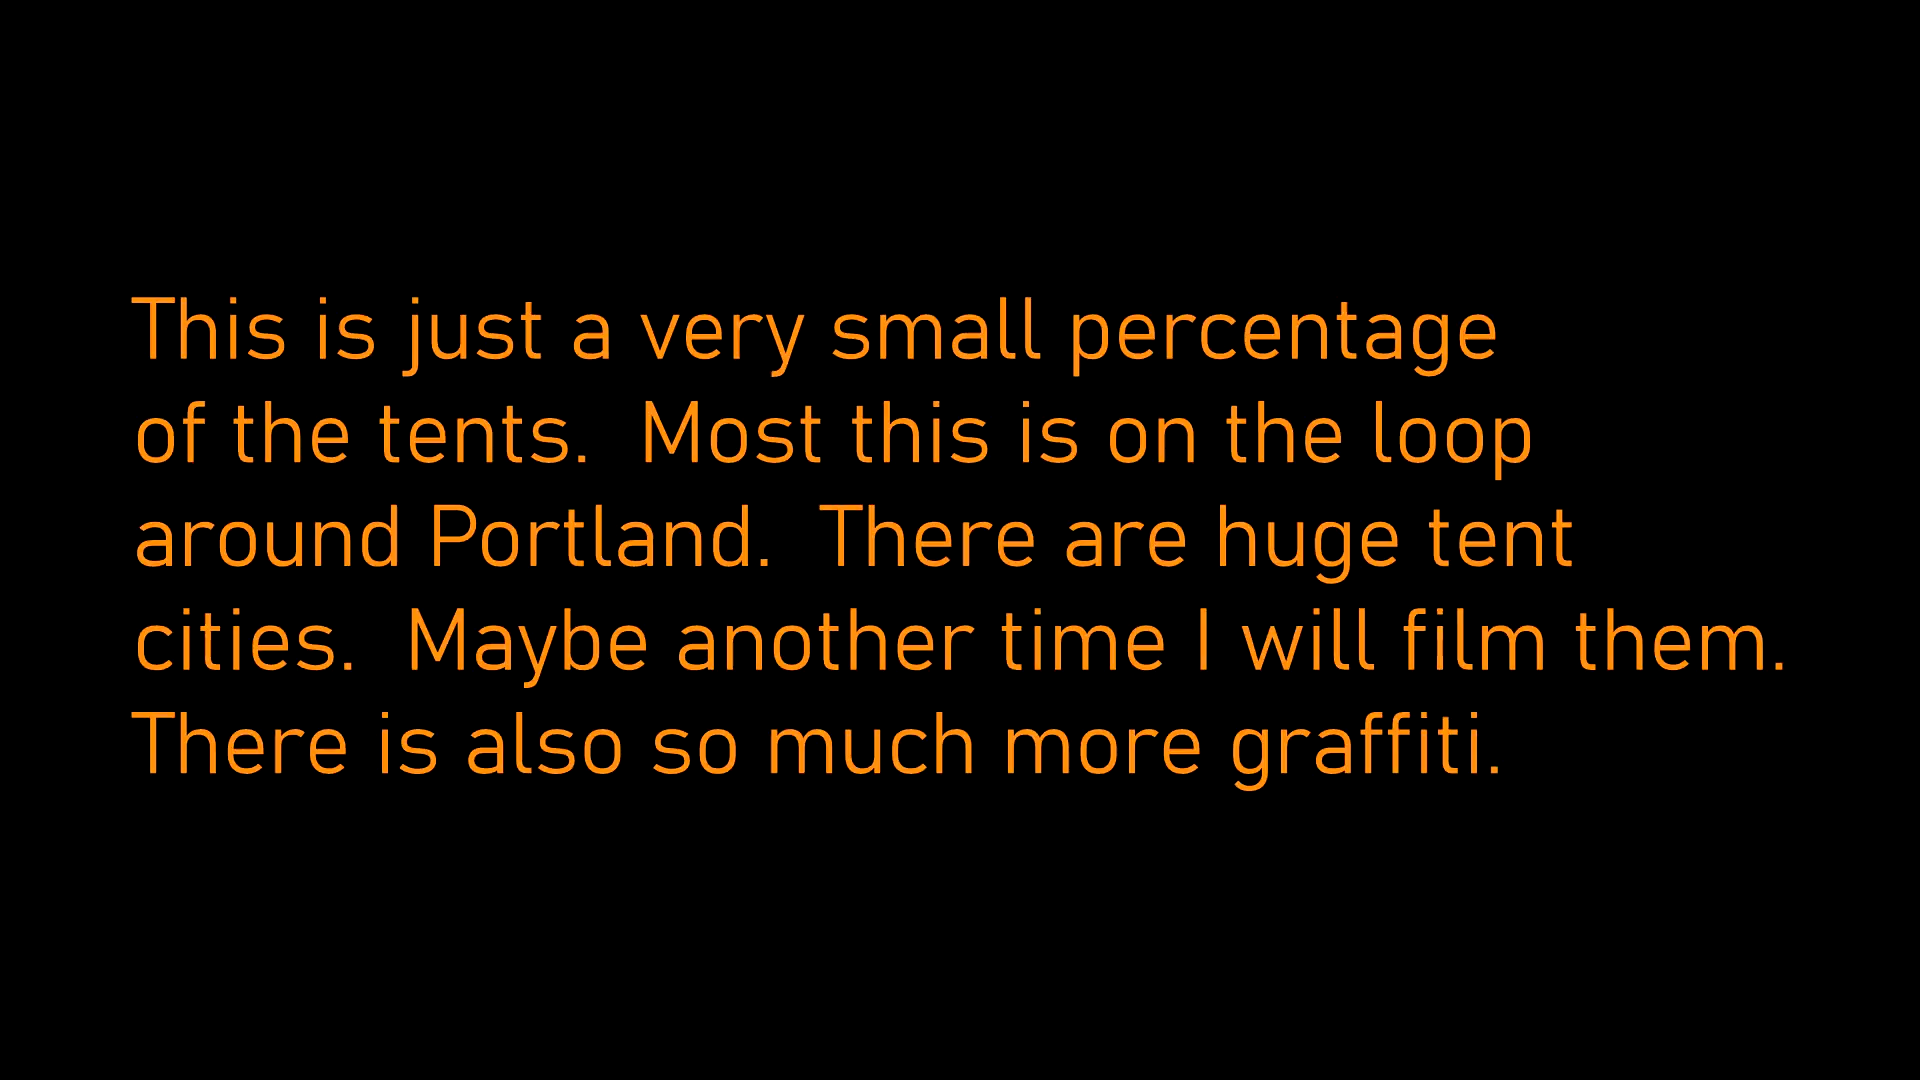 This is just a very small percentage
of the tents.  Most this is on the loop
around Portland.  There are huge tent
cities.  Maybe another time I will film them.
There is also so much more graffiti.